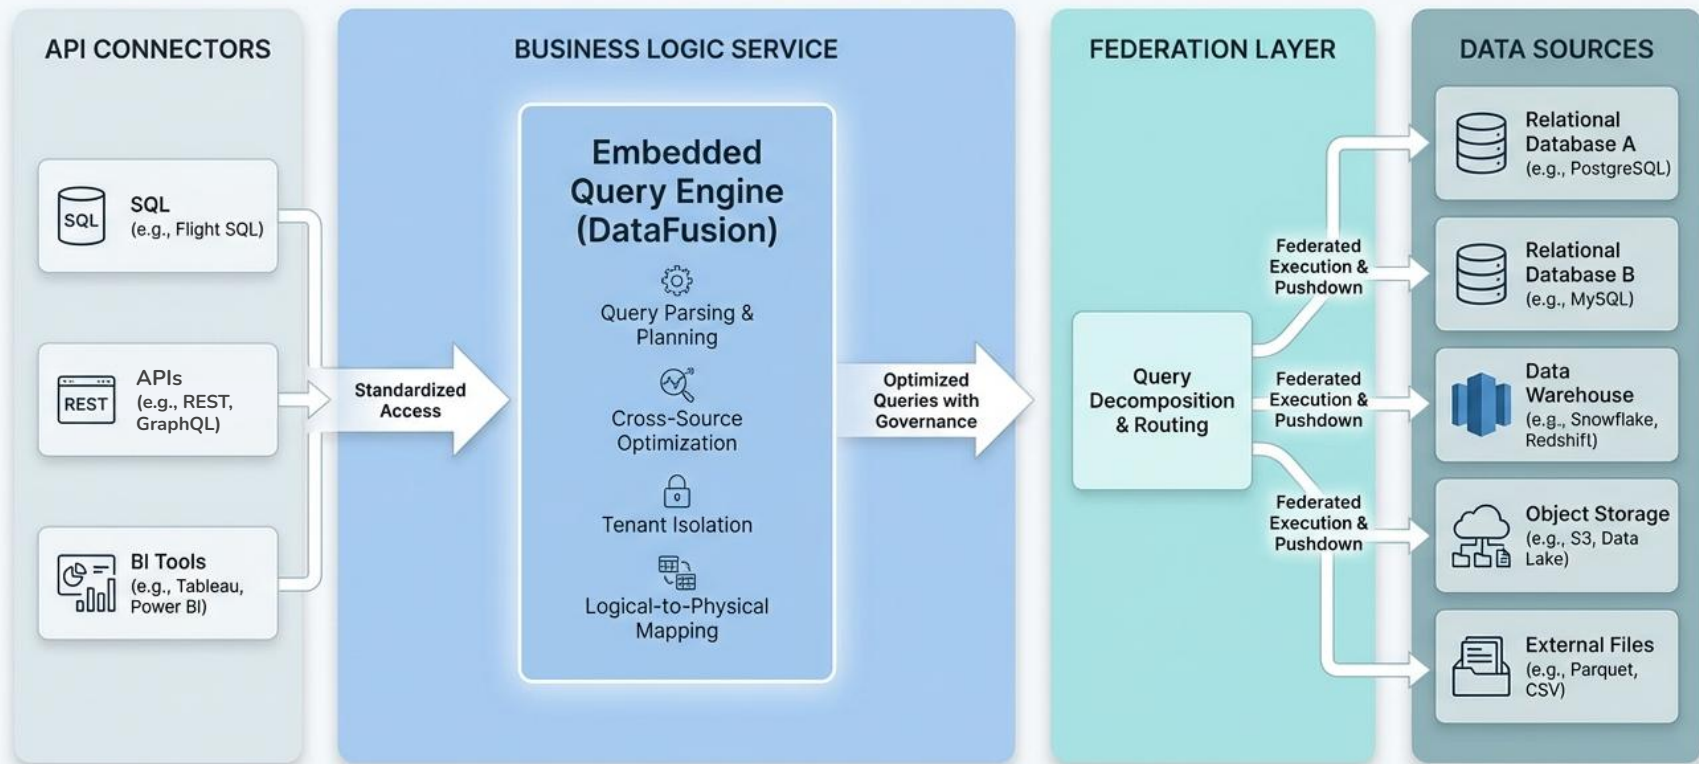 API CONNECTORS
SQL
SQL
(e.g., Flight SQL)
REST
APIs
(e.g., REST,
GraphQL)
BI Tools
(e.g., Tableau,
Power BI)
Standardized
Access
BUSINESS LOGIC SERVICE
Embedded
Query Engine
(DataFusion)
Query Parsing &
Planning
Cross-Source
Optimization
Tenant Isolation
Logical-to-Physical
Mapping
Optimized
Queries with
Governance
FEDERATION LAYER
Query
Decomposition
& Routing
Federated
Execution &
Pushdown
Federated
Execution &
Pushdown
Federated
Execution &
Pushdown
DATA SOURCES
Relational
Database A
(e.g., PostgreSQL)
Relational
Database B
(e.g., MySQL)
Data
Warehouse
(e.g., Snowflake,
Redshift)
Object Storage
(e.g., S3, Data
Lake)
External Files
(e.g., Parquet,
CSV)